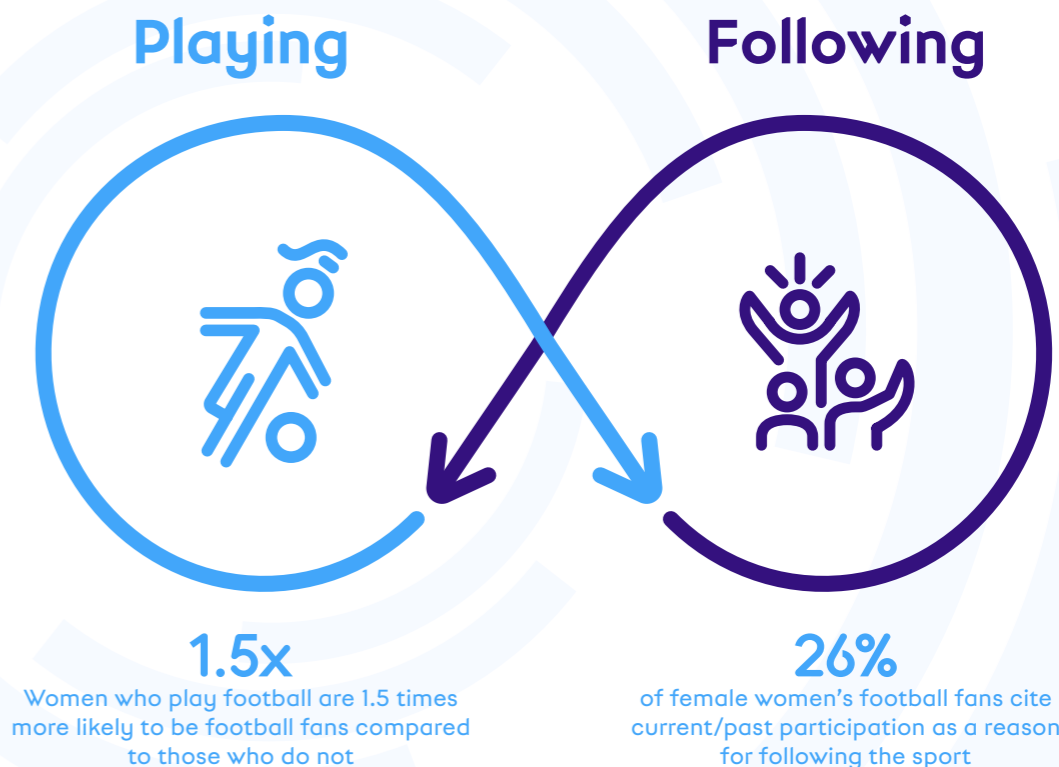 Playing
Following
1.5x
Women who play football are 1.5 times
more likely to be football fans compared
to those who do not
26%
of female women's football fans cite
current/past participation as a reason
for following the sport